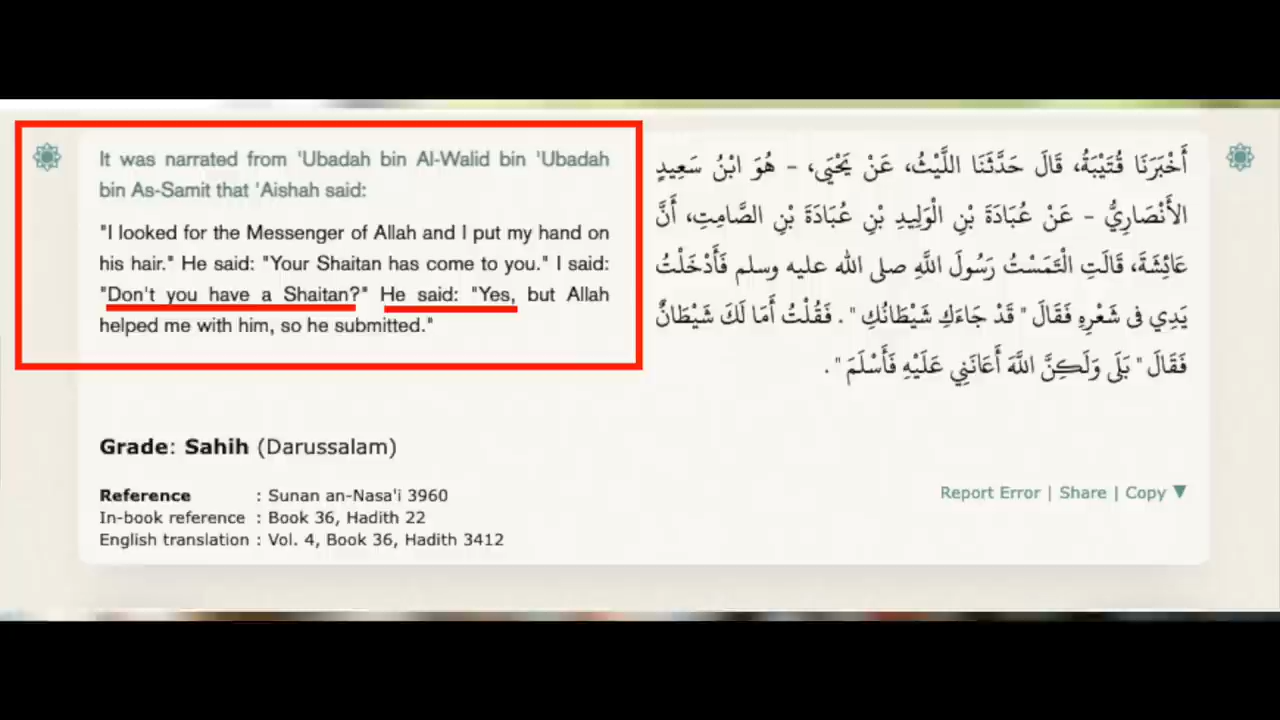 It was narrated from 'Ubadah bin Al-Walid bin 'Ubadah
bin As-Samit that 'Aishah said:
"I looked for the Messenger of Allah and I put my hand on
his hair." He said: "Your Shaitan has come to you." I said:
"Don't you have a Shaitan?" He said: "Yes, but Allah
helped me with him, so he submitted."
أَخْبَرَنَا قُتَيْبَةُ، قَالَ حَدَّثَنَا اللَّيْثُ، عَنْ يَحْيَى، - هُوَ ابْنُ سَعِيدٍ
الأَنْصَارِيُّ - عَنْ عُبَادَةَ بْنِ الْوَلِيدِ بْنِ عُبَادَةَ بْنِ الصَّامِتِ، أَنَّ
عَائِشَةَ، قَالَتِ الْتَمَسْتُ رَسُولَ اللَّهِ صلى الله عليه وسلم فَأَدْخَلْتُ
يَدِي فِي شَعْرِهِ فَقَالَ " قَدْ جَاءَكِ شَيْطَانُكِ " . فَقُلْتُ أَمَا لَكَ شَيْطَانٌ
فَقَالَ " بَلَى وَلَكِنَّ اللَّهَ أَعَانَنِي عَلَيْهِ فَأَسْلَمَ " .
Grade: Sahih (Darussalam)
Reference : Sunan an-Nasa'i 3960
In-book reference : Book 36, Hadith 22
English translation : Vol. 4, Book 36, Hadith 3412
Report Error | Share | Copy ▼